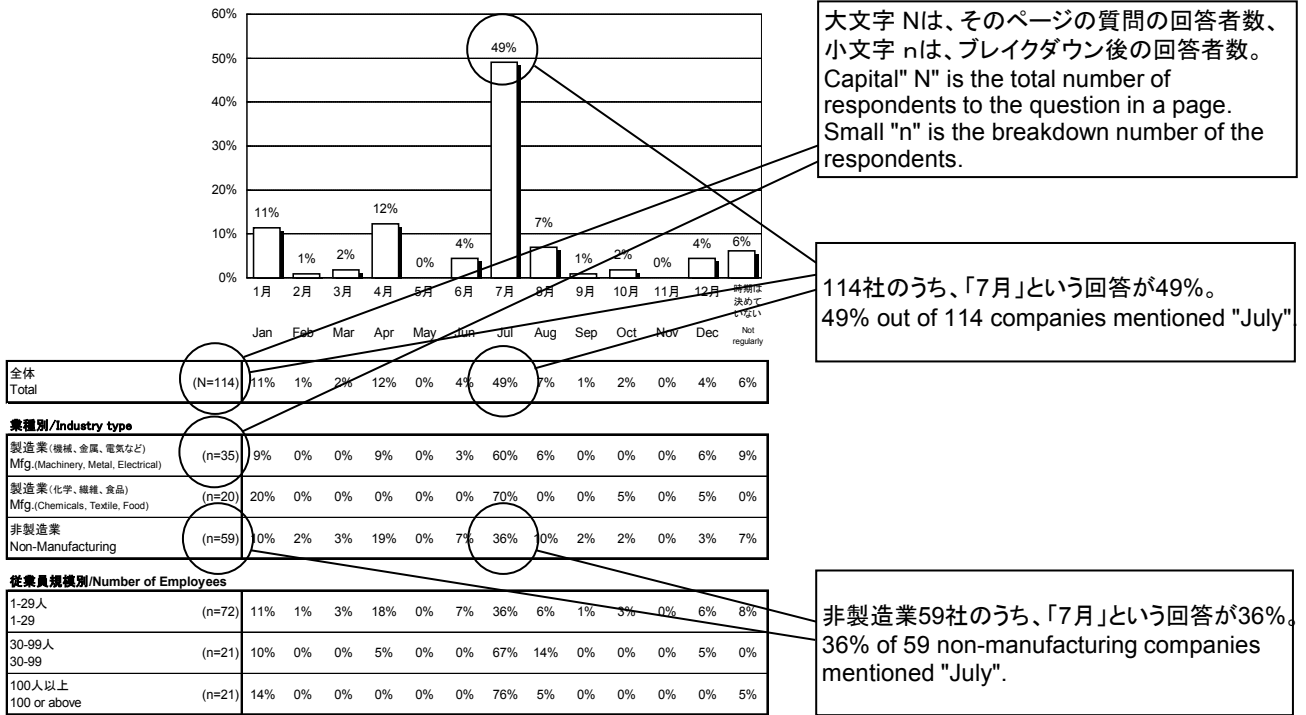 60%
50%
40%
30%
20%
10%
0%
11%
1%
2%
12%
0%
4%
49%
7%
1%
2%
0%
4%
6%
1月 2月 3月 4月 5月 6月 7月 8月 9月 10月 11月 12月 時期は
決めて
いない
Jan Feb Mar Apr May Jun Jul Aug Sep Oct Nov Dec Not
regularly
全体
Total (N=114) 11% 1% 2% 12% 0% 4% 49% 7% 1% 2% 0% 4% 6%
業種別/Industry type
製造業(機械、金属、電気など)
Mfg.(Machinery, Metal, Electrical) (n=35) 9% 0% 0% 9% 0% 3% 60% 6% 0% 0% 0% 6% 9%
製造業(化学、繊維、食品)
Mfg.(Chemicals, Textile, Food) (n=20) 20% 0% 0% 0% 0% 0% 70% 0% 0% 5% 0% 5% 0%
非製造業
Non-Manufacturing (n=59) 10% 2% 3% 19% 0% 7% 36% 10% 2% 2% 0% 3% 7%
従業員規模別/Number of Employees
1-29人
1-29 (n=72) 11% 1% 3% 18% 0% 7% 36% 6% 1% 3% 0% 6% 8%
30-99人
30-99 (n=21) 10% 0% 0% 5% 0% 0% 67% 14% 0% 0% 0% 5% 0%
100人以上
100 or above (n=21) 14% 0% 0% 0% 0% 0% 76% 5% 0% 0% 0% 0% 5%
大文字 Nは、そのページの質問の回答者数、
小文字 nは、ブレイクダウン後の回答者数。
Capital" N" is the total number of
respondents to the question in a page.
Small "n" is the breakdown number of the
respondents.
114社のうち、「7月」という回答が49%。
49% out of 114 companies mentioned "July".
非製造業59社のうち、「7月」という回答が36%。
36% of 59 non-manufacturing companies
mentioned "July".